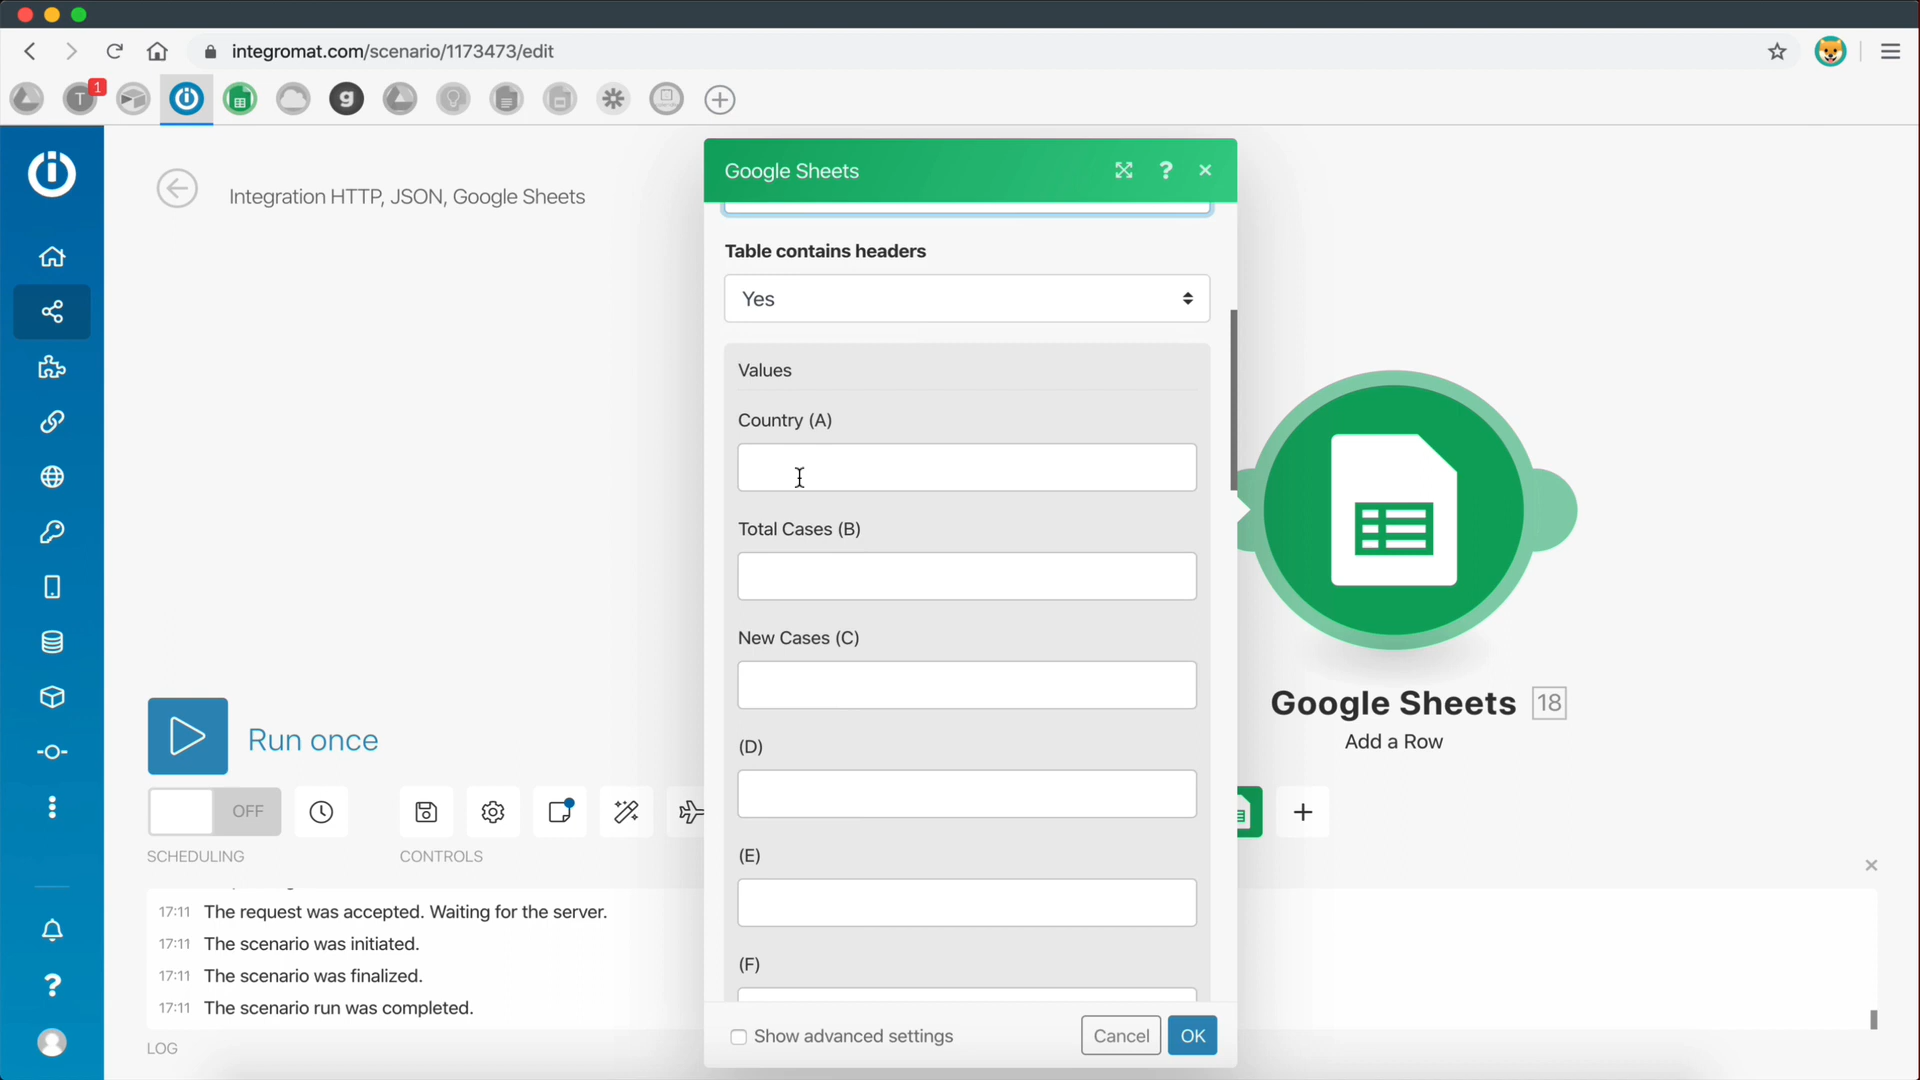 integromat.com/scenario/1173473/edit
T
1
g
Integration HTTP, JSON, Google Sheets
Google Sheets
?
Table contains headers
Yes
Values
Country (A)
Total Cases (B)
New Cases (C)
(D)
(E)
(F)
Show advanced settings
Cancel
OK
Google Sheets
18
Add a Row
Run once
OFF
SCHEDULING
CONTROLS
17:11 The request was accepted. Waiting for the server.
17:11 The scenario was initiated.
17:11 The scenario was finalized.
17:11 The scenario run was completed.
LOG